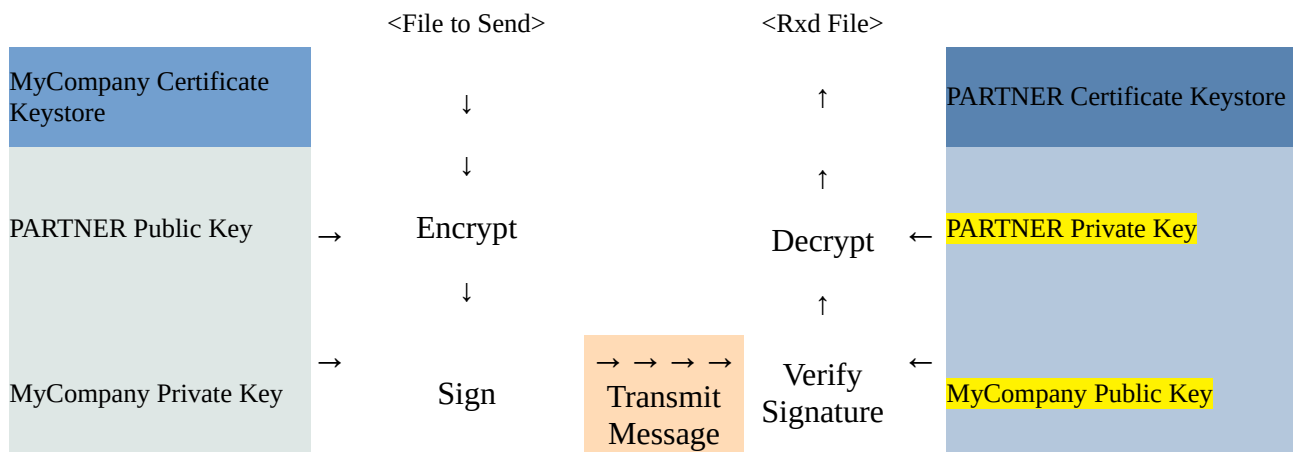 <File to Send>
<Rxd File>
MyCompany Certificate
Keystore
↓
↑
PARTNER Certificate Keystore
↓
↑
PARTNER Public Key
→
Encrypt
Decrypt
←
PARTNER Private Key
↓
↑
MyCompany Private Key
→
Sign
→ → → →
Transmit
Message
Verify
Signature
←
MyCompany Public Key